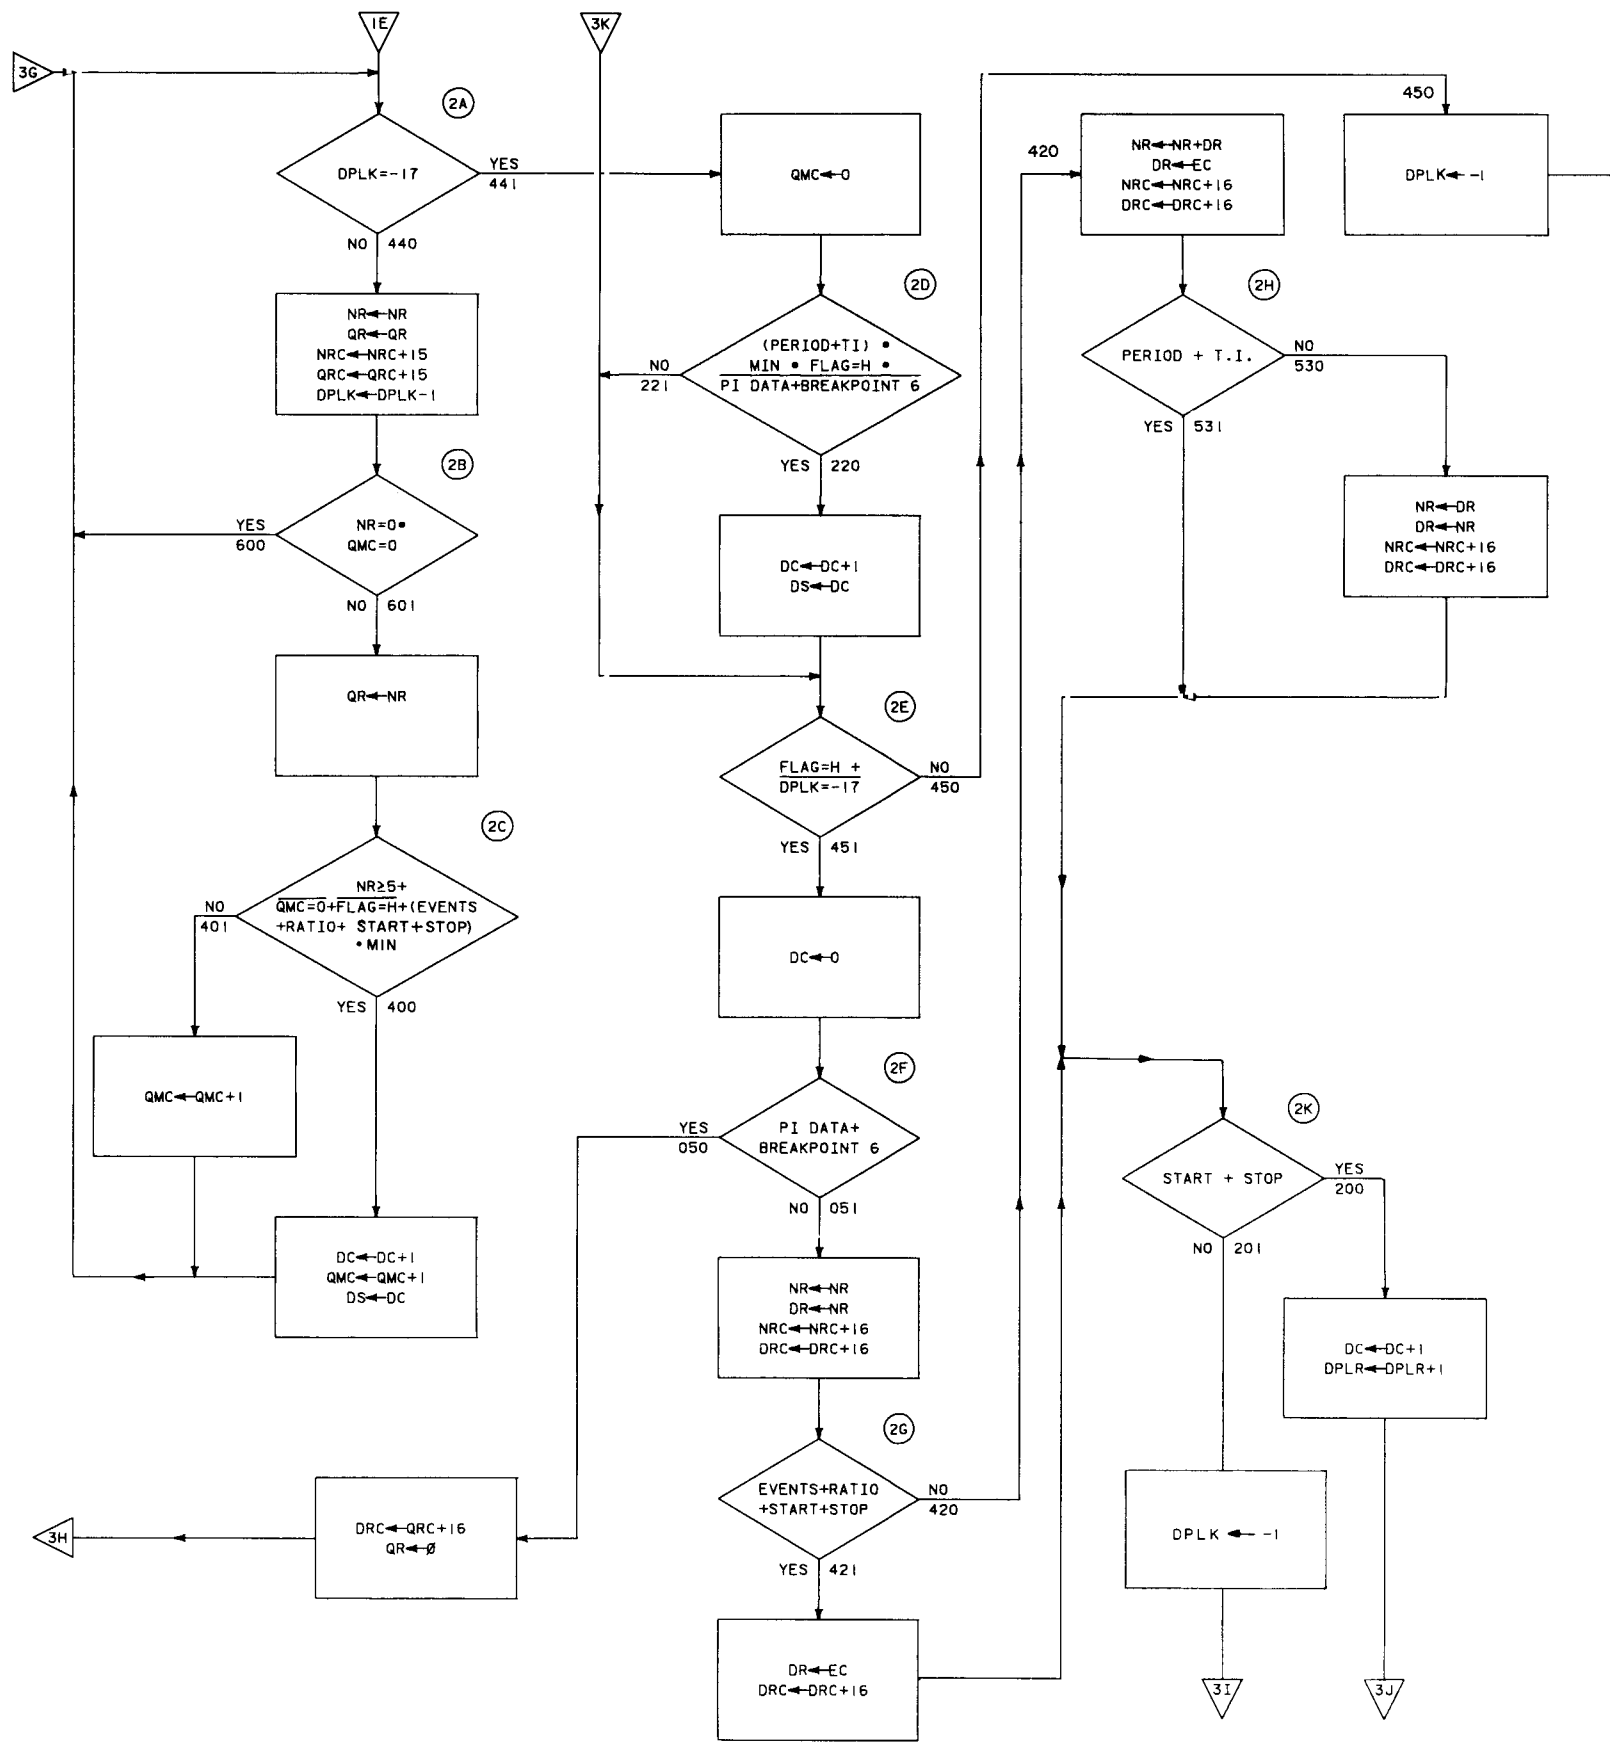 1E
3K
3G
2A
DPLK=-17
YES
441
NO 440
NR←NR
QR←QR
NRC←NRC+15
QRC←QRC+15
DPLK←DPLK-1
2B
NR=0•
QMC=0
YES
600
NO 601
QR←NR
2C
NR≥5+
QMC=0+FLAG=H+(EVENTS
+RATIO+ START+STOP)
•MIN
NO
401
YES 400
QMC←QMC+1
DC←DC+1
QMC←QMC+1
DS←DC
3H
DRC←QRC+16
QR←Ø
QMC←0
2D
(PERIOD+TI) •
MIN • FLAG=H •
PI DATA+BREAKPOINT 6
NO
221
YES 220
DC←DC+1
DS←DC
2E
FLAG=H +
DPLK=-17
NO
450
YES 451
DC←0
2F
PI DATA+
BREAKPOINT 6
YES
050
NO 051
NR←NR
DR←NR
NRC←NRC+16
DRC←DRC+16
2G
EVENTS+RATIO
+START+STOP
NO
420
YES 421
DR←EC
DRC←DRC+16
420
NR←NR+DR
DR←EC
NRC←NRC+16
DRC←DRC+16
450
DPLK← -1
2H
PERIOD + T.I.
NO
530
YES 531
NR←DR
DR←NR
NRC←NRC+16
DRC←DRC+16
2K
START + STOP
YES
200
NO 201
DC←DC+1
DPLR←DPLR+1
DPLK ← -1
3I
3J